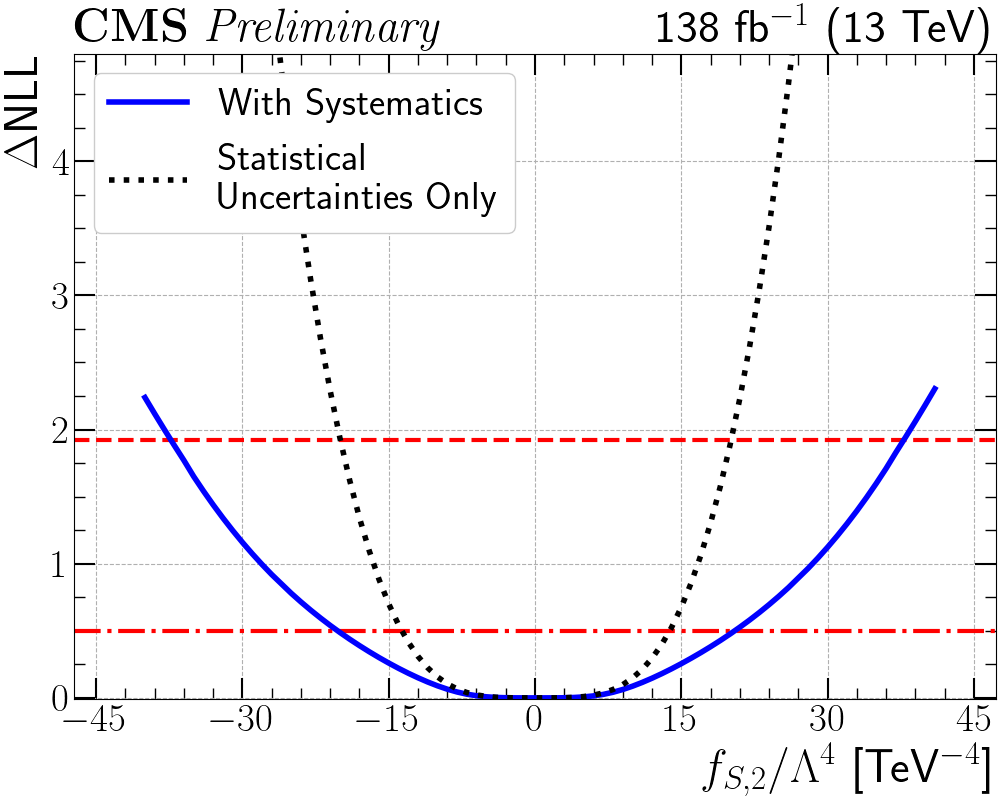 CMS Preliminary 138 fb⁻¹ (13 TeV)
ΔNLL
With Systematics
Statistical
Uncertainties Only
4
3
2
1
0
−45 −30 −15 0 15 30 45
f_{S,2}/Λ⁴ [TeV⁻⁴]